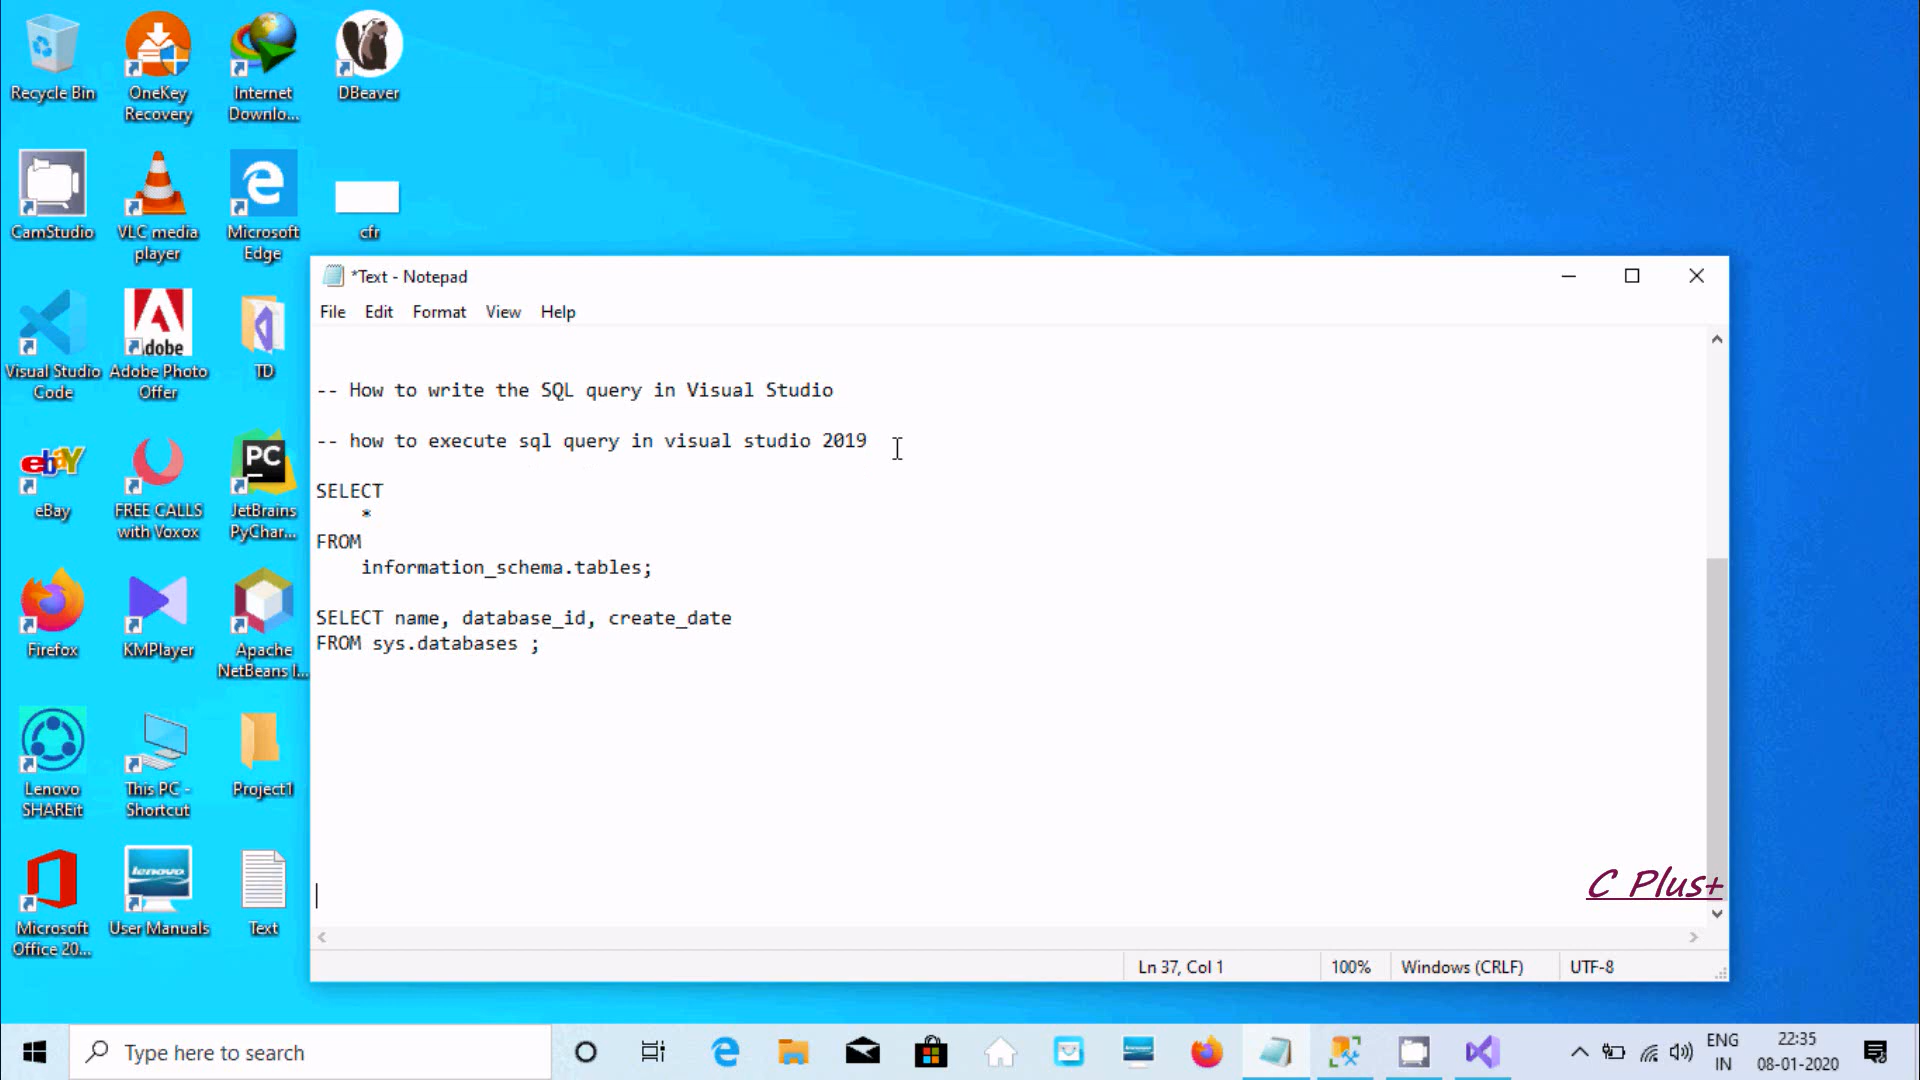 Recycle Bin
OneKey
Recovery
Internet
Downlo...
DBeaver
CamStudio
VLC media
player
Microsoft
Edge
cfr
Visual Studio
Code
Adobe
Adobe Photo
Offer
TD
ebay
eBay
FREE CALLS
with Voxox
PC
JetBrains
PyChar...
Firefox
KMPlayer
Apache
NetBeans I...
Lenovo
SHAREit
This PC -
Shortcut
Project1
Microsoft
Office 20...
lenovo
User Manuals
Text
*Text - Notepad
File Edit Format View Help
-- How to write the SQL query in Visual Studio
-- how to execute sql query in visual studio 2019
SELECT
*
FROM
information_schema.tables;
SELECT name, database_id, create_date
FROM sys.databases ;
C Plus+
Ln 37, Col 1
100%
Windows (CRLF)
UTF-8
Type here to search
ENG
IN
22:35
08-01-2020